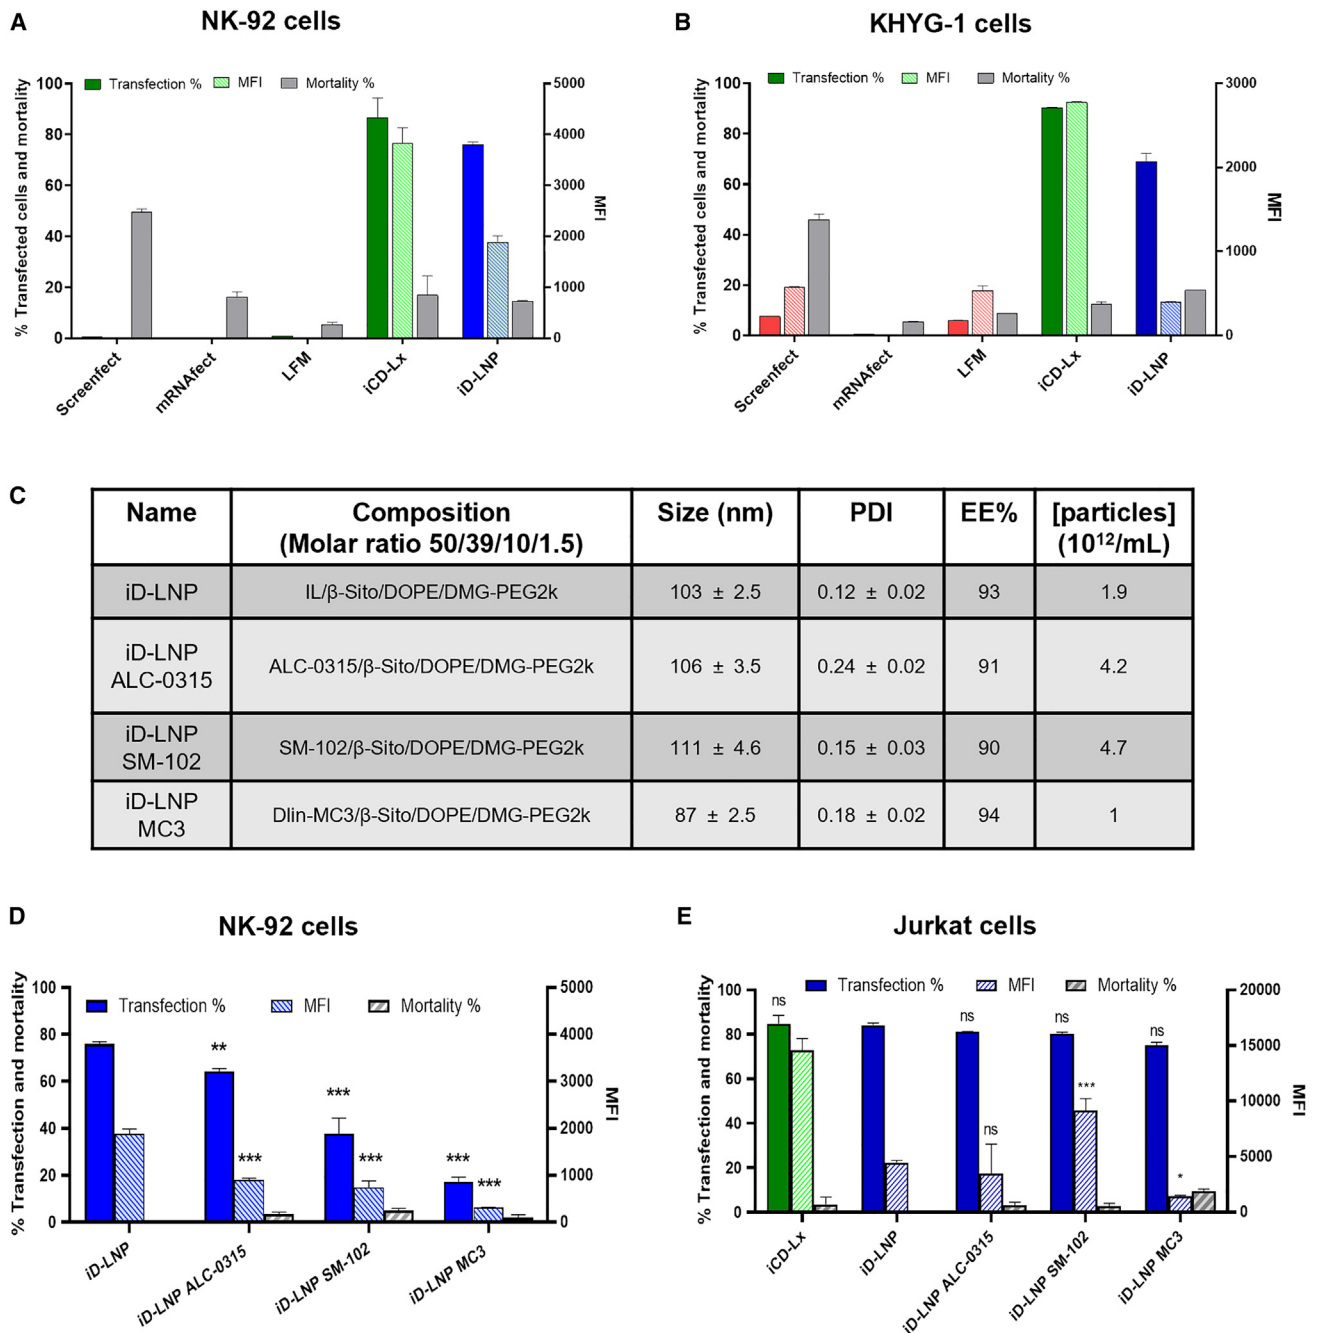 A
NK-92 cells
Transfection %
MFI
Mortality %
% Transfected cells and mortality
100
80
60
40
20
0
5000
4000
3000
2000
1000
0
MFI
Screenfect
mRNAfect
LFM
iCD-Lx
iD-LNP
B
KHYG-1 cells
Transfection %
MFI
Mortality %
% Transfected cells and mortality
100
80
60
40
20
0
3000
2000
1000
0
MFI
Screenfect
mRNAfect
LFM
iCD-Lx
iD-LNP
C
Name
Composition
(Molar ratio 50/39/10/1.5)
Size (nm)
PDI
EE%
[particles]
(10¹²/mL)
iD-LNP
IL/β-Sito/DOPE/DMG-PEG2k
103 ± 2.5
0.12 ± 0.02
93
1.9
iD-LNP
ALC-0315
ALC-0315/β-Sito/DOPE/DMG-PEG2k
106 ± 3.5
0.24 ± 0.02
91
4.2
iD-LNP
SM-102
SM-102/β-Sito/DOPE/DMG-PEG2k
111 ± 4.6
0.15 ± 0.03
90
4.7
iD-LNP
MC3
Dlin-MC3/β-Sito/DOPE/DMG-PEG2k
87 ± 2.5
0.18 ± 0.02
94
1
D
NK-92 cells
Transfection %
MFI
Mortality %
% Transfection and mortality
100
80
60
40
20
0
**
***
***
***
***
***
5000
4000
3000
2000
1000
0
MFI
iD-LNP
iD-LNP ALC-0315
iD-LNP SM-102
iD-LNP MC3
E
Jurkat cells
Transfection %
MFI
Mortality %
% Transfection and mortality
100
80
60
40
20
0
ns
ns
ns
ns
***
ns
*
20000
15000
10000
5000
0
MFI
iCD-Lx
iD-LNP
iD-LNP ALC-0315
iD-LNP SM-102
iD-LNP MC3